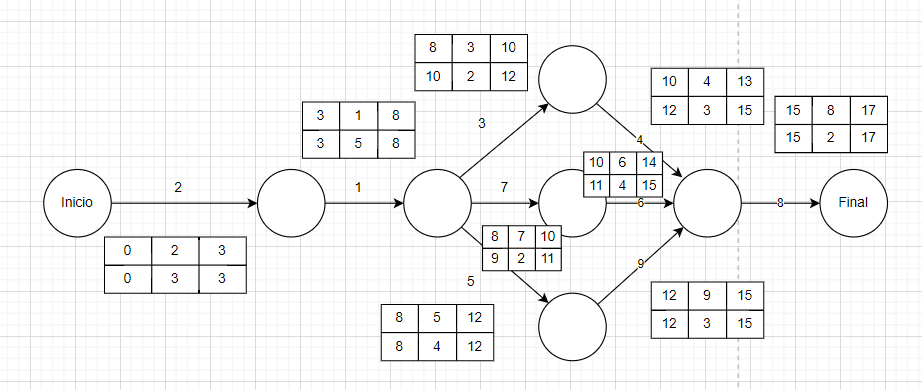 8 3 10
10 2 12
10 4 13
12 3 15
15 8 17
15 2 17
3 1 8
3 5 8
3
4
10 6 14
11 4 15
Inicio
2
1
7
6
8
Final
0 2 3
0 3 3
8 7 10
9 2 11
9
5
12 9 15
12 3 15
8 5 12
8 4 12